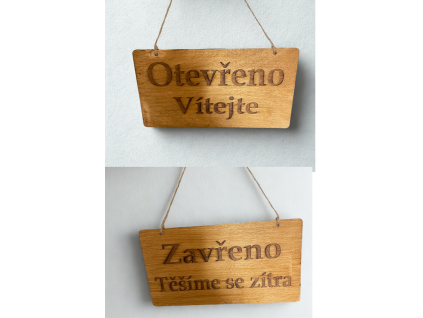 Otevřeno
Vítejte
Zavřeno
Těšíme se zítra